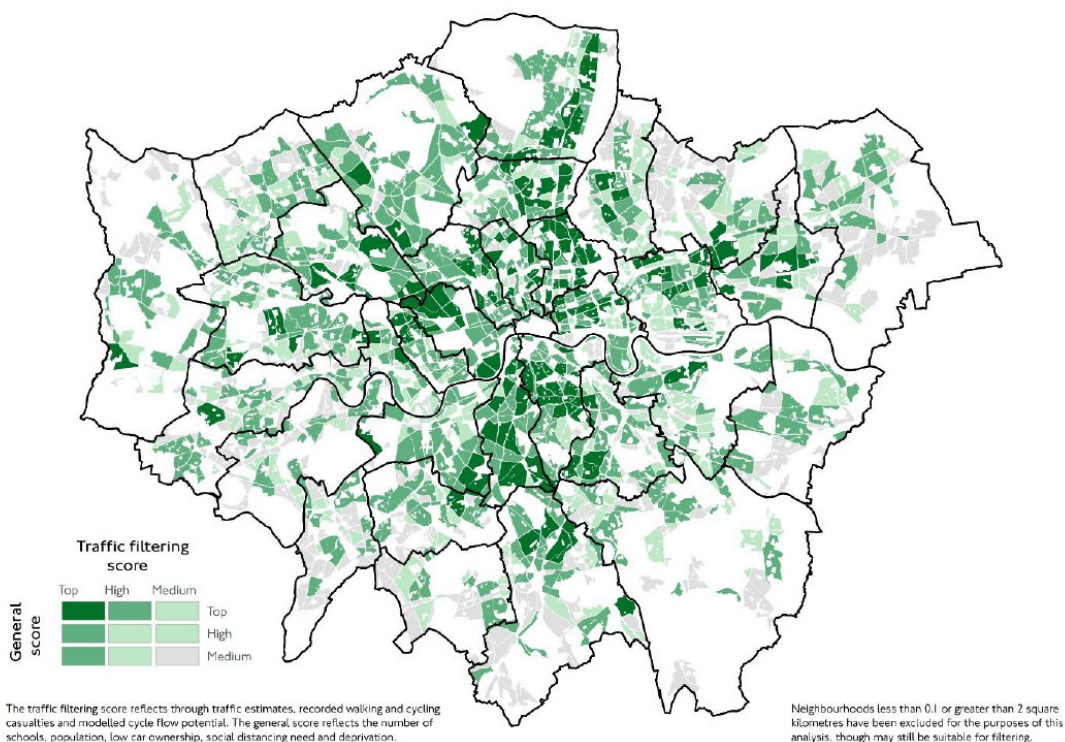 Traffic filtering
score
Top High Medium
General
score
Top
High
Medium
The traffic filtering score reflects through traffic estimates, recorded walking and cycling
casualties and modelled cycle flow potential. The general score reflects the number of
schools, population, low car ownership, social distancing need and deprivation.
Neighbourhoods less than 0.1 or greater than 2 square
kilometres have been excluded for the purposes of this
analysis, though may still be suitable for filtering.